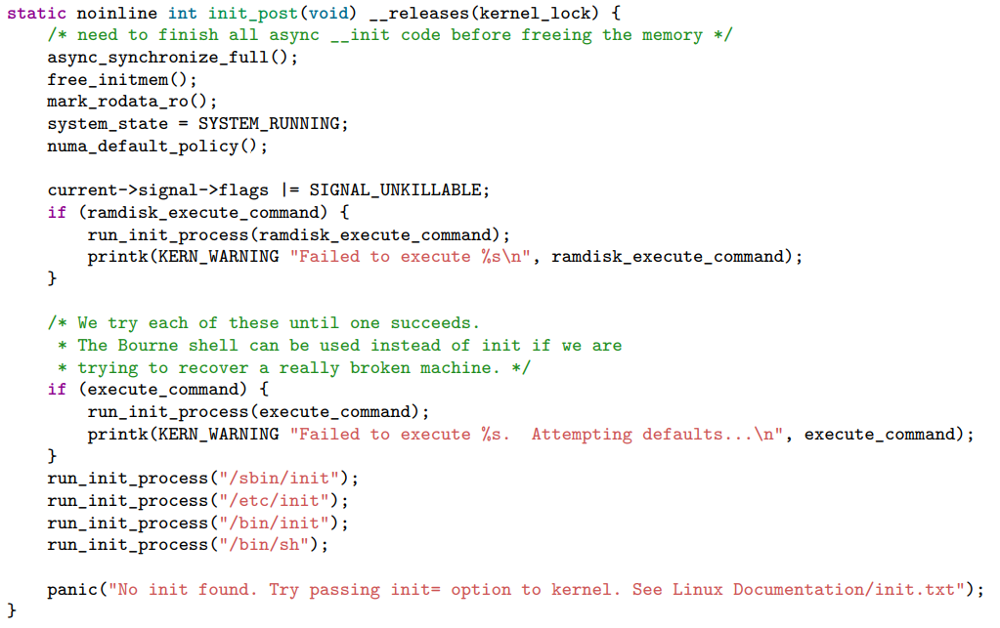 static noinline int init_post(void) __releases(kernel_lock) {
    /* need to finish all async __init code before freeing the memory */
    async_synchronize_full();
    free_initmem();
    mark_rodata_ro();
    system_state = SYSTEM_RUNNING;
    numa_default_policy();

    current->signal->flags |= SIGNAL_UNKILLABLE;
    if (ramdisk_execute_command) {
        run_init_process(ramdisk_execute_command);
        printk(KERN_WARNING "Failed to execute %s\n", ramdisk_execute_command);
    }

    /* We try each of these until one succeeds.
     * The Bourne shell can be used instead of init if we are
     * trying to recover a really broken machine. */
    if (execute_command) {
        run_init_process(execute_command);
        printk(KERN_WARNING "Failed to execute %s.  Attempting defaults...\n", execute_command);
    }
    run_init_process("/sbin/init");
    run_init_process("/etc/init");
    run_init_process("/bin/init");
    run_init_process("/bin/sh");

    panic("No init found. Try passing init= option to kernel. See Linux Documentation/init.txt");
}